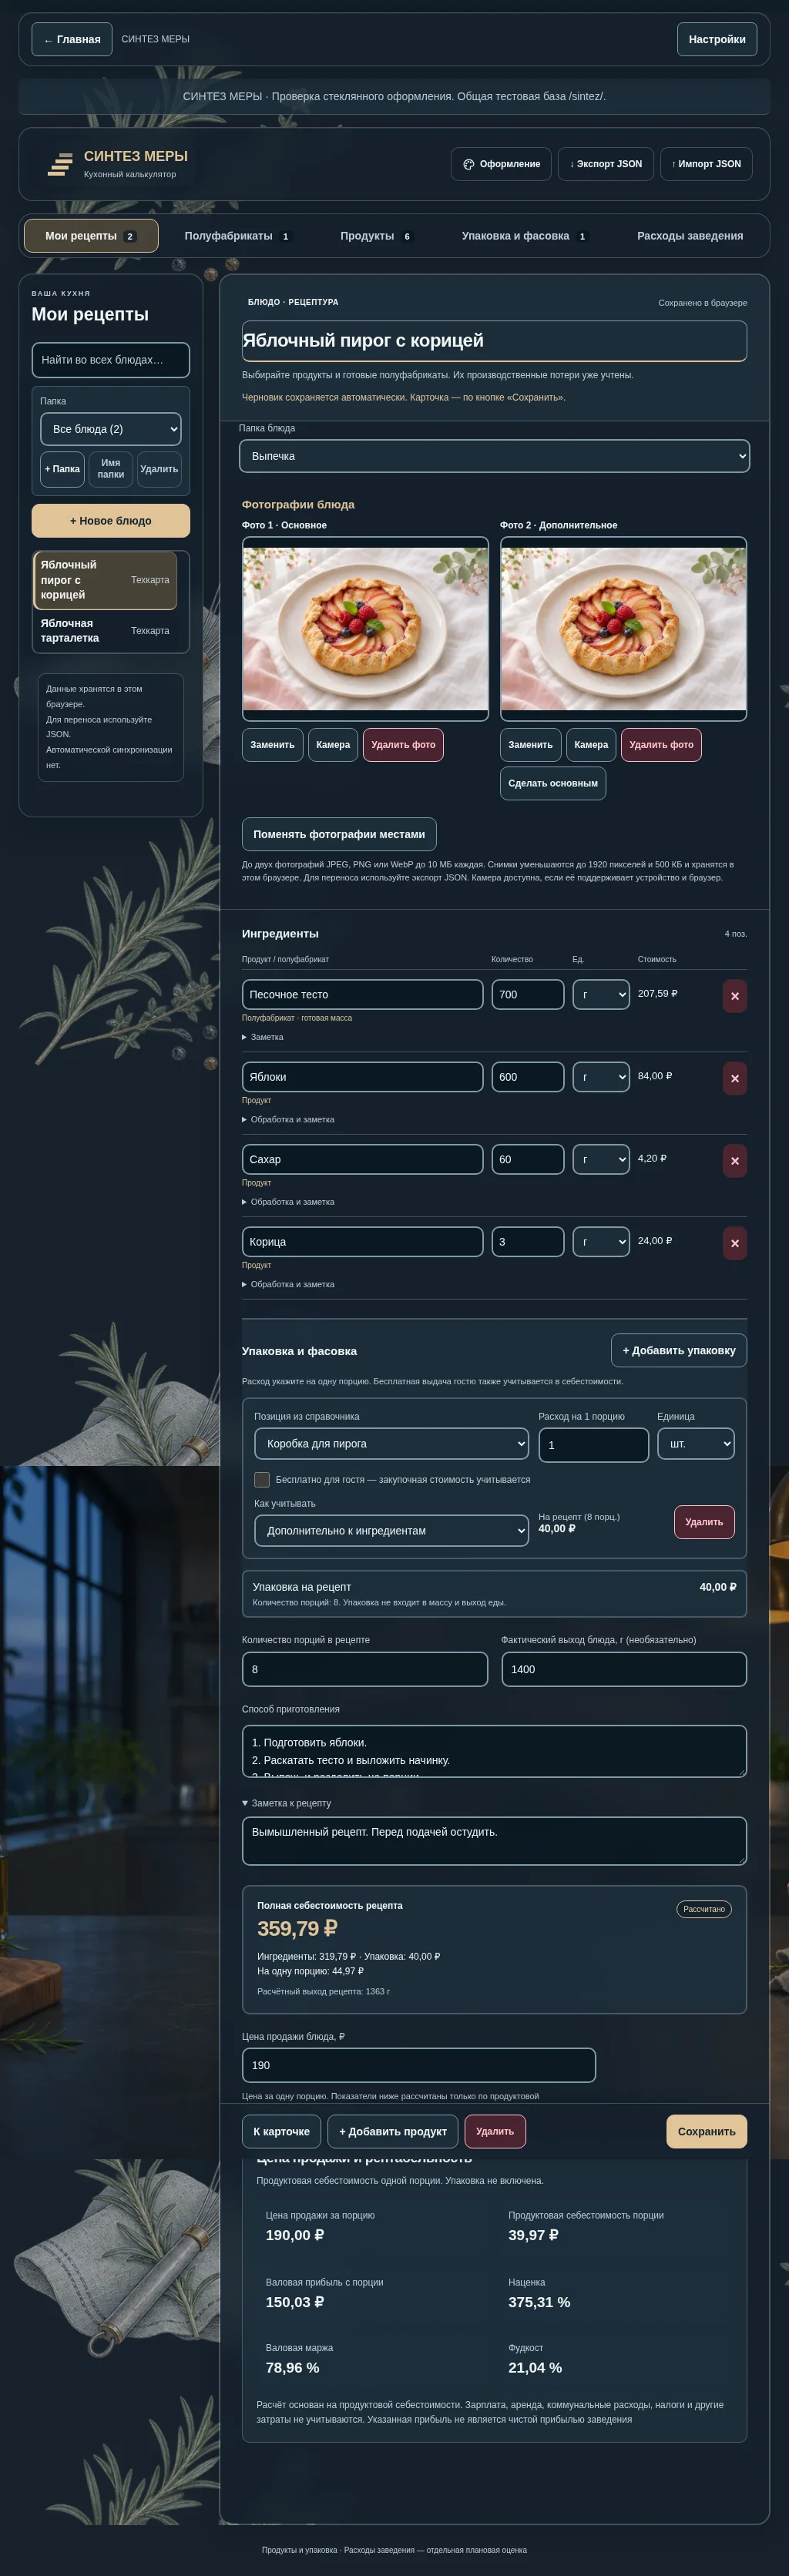 ← Главная
СИНТЕЗ МЕРЫ
Настройки
СИНТЕЗ МЕРЫ · Проверка стеклянного оформления. Общая тестовая база /sintez/.
СИНТЕЗ МЕРЫ
Кухонный калькулятор
Оформление
↓ Экспорт JSON
↑ Импорт JSON
Мои рецепты 2
Полуфабрикаты 1
Продукты 6
Упаковка и фасовка 1
Расходы заведения
ВАША КУХНЯ
Мои рецепты
Найти во всех блюдах…
Папка
Все блюда (2)
+ Папка
Имя
папки
Удалить
+ Новое блюдо
Яблочный
пирог с
корицей
Техкарта
Яблочная
тарталетка
Техкарта
Данные хранятся в этом
браузере.
Для переноса используйте
JSON.
Автоматической синхронизации
нет.
БЛЮДО · РЕЦЕПТУРА
Сохранено в браузере
Яблочный пирог с корицей
Выбирайте продукты и готовые полуфабрикаты. Их производственные потери уже учтены.
Черновик сохраняется автоматически. Карточка — по кнопке «Сохранить».
Папка блюда
Выпечка
Фотографии блюда
Фото 1 · Основное
Фото 2 · Дополнительное
Заменить
Камера
Удалить фото
Заменить
Камера
Удалить фото
Сделать основным
Поменять фотографии местами
До двух фотографий JPEG, PNG или WebP до 10 МБ каждая. Снимки уменьшаются до 1920 пикселей и 500 КБ и хранятся в
этом браузере. Для переноса используйте экспорт JSON. Камера доступна, если её поддерживает устройство и браузер.
Ингредиенты
4 поз.
Продукт / полуфабрикат
Количество
Ед.
Стоимость
Песочное тесто
700
г
207,59 ₽
×
Полуфабрикат · готовая масса
▶ Заметка
Яблоки
600
г
84,00 ₽
×
Продукт
▶ Обработка и заметка
Сахар
60
г
4,20 ₽
×
Продукт
▶ Обработка и заметка
Корица
3
г
24,00 ₽
×
Продукт
▶ Обработка и заметка
Упаковка и фасовка
+ Добавить упаковку
Расход укажите на одну порцию. Бесплатная выдача гостю также учитывается в себестоимости.
Позиция из справочника
Расход на 1 порцию
Единица
Коробка для пирога
1
шт.
Бесплатно для гостя — закупочная стоимость учитывается
Как учитывать
Дополнительно к ингредиентам
На рецепт (8 порц.)
40,00 ₽
Удалить
Упаковка на рецепт
40,00 ₽
Количество порций: 8. Упаковка не входит в массу и выход еды.
Количество порций в рецепте
Фактический выход блюда, г (необязательно)
8
1400
Способ приготовления
1. Подготовить яблоки.
2. Раскатать тесто и выложить начинку.
▼ Заметка к рецепту
Вымышленный рецепт. Перед подачей остудить.
Полная себестоимость рецепта
Рассчитано
359,79 ₽
Ингредиенты: 319,79 ₽ · Упаковка: 40,00 ₽
На одну порцию: 44,97 ₽
Расчётный выход рецепта: 1363 г
Цена продажи блюда, ₽
190
Цена за одну порцию. Показатели ниже рассчитаны только по продуктовой
К карточке
+ Добавить продукт
Удалить
Сохранить
Цена продажи и рентабельность
Продуктовая себестоимость одной порции. Упаковка не включена.
Цена продажи за порцию
190,00 ₽
Продуктовая себестоимость порции
39,97 ₽
Валовая прибыль с порции
150,03 ₽
Наценка
375,31 %
Валовая маржа
78,96 %
Фудкост
21,04 %
Расчёт основан на продуктовой себестоимости. Зарплата, аренда, коммунальные расходы, налоги и другие
затраты не учитываются. Указанная прибыль не является чистой прибылью заведения
Продукты и упаковка · Расходы заведения — отдельная плановая оценка